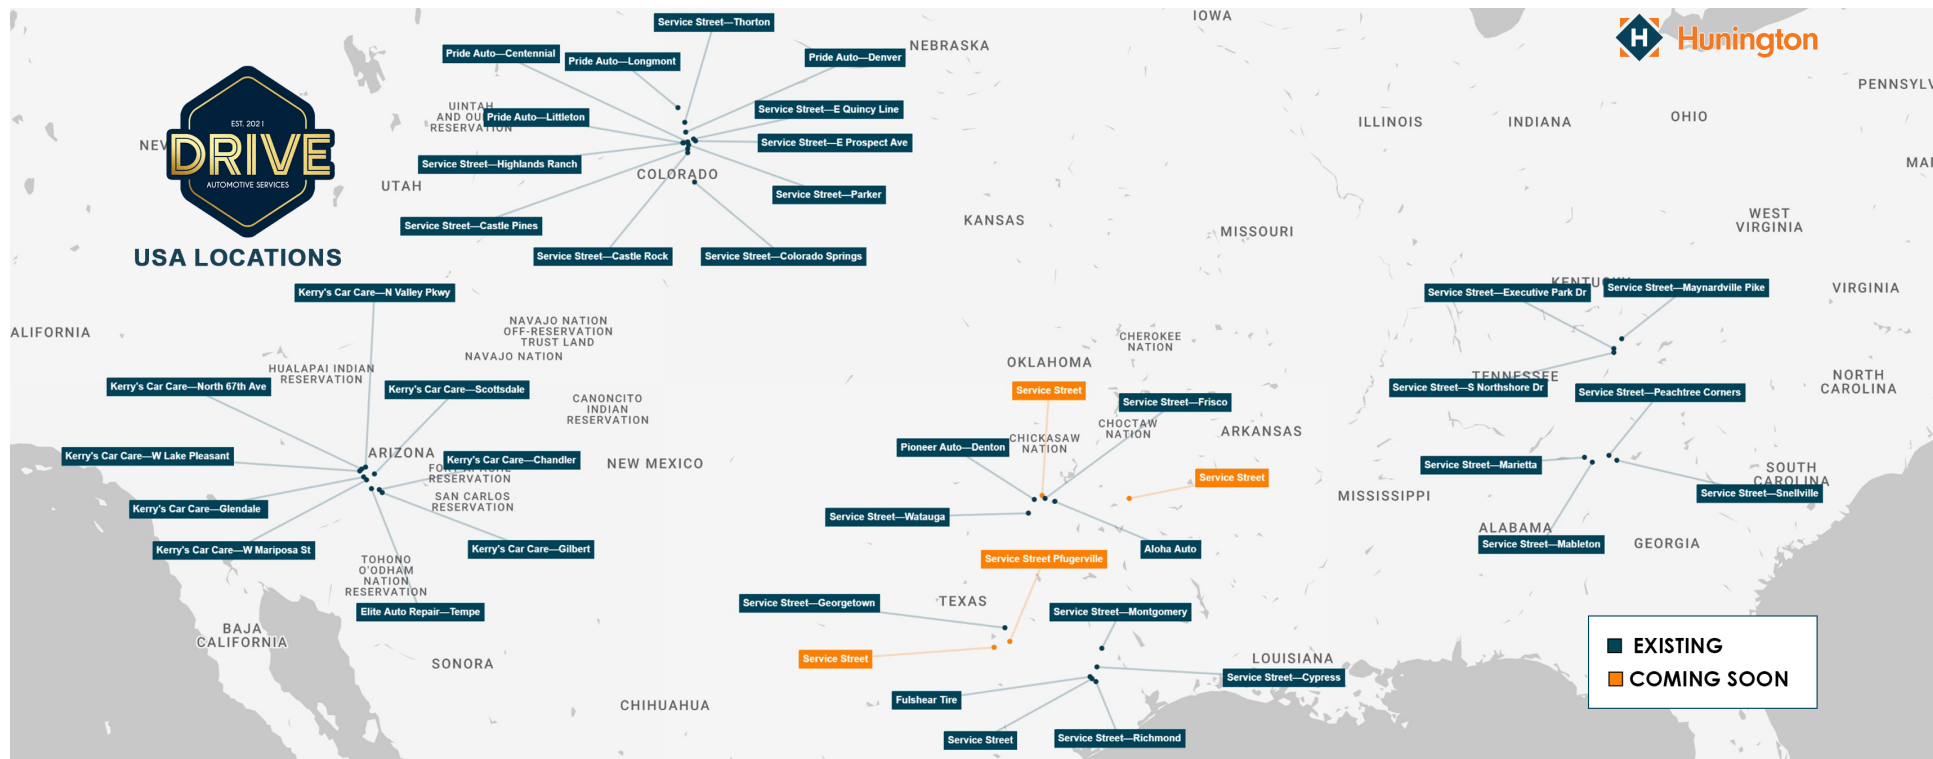 IOWA
Hunington
H
Service Street—Thorton
NEBRASKA
Pride Auto—Centennial
Pride Auto—Longmont
Pride Auto—Denver
PENNSYLV
UINTAH
AND OU
RESERVATION
Pride Auto—Littleton
Service Street—E Quincy Line
ILLINOIS
INDIANA
OHIO
NEV
EST. 2021
DRIVE
AUTOMOTIVE SERVICES
USA LOCATIONS
Service Street—E Prospect Ave
Service Street—Highlands Ranch
MAR
UTAH
COLORADO
Service Street—Parker
KANSAS
WEST
VIRGINIA
MISSOURI
Service Street—Castle Pines
Service Street—Castle Rock
Service Street—Colorado Springs
Kerry's Car Care—N Valley Pkwy
KENTUCKY
Service Street—Executive Park Dr
Service Street—Maynardville Pike
VIRGINIA
ALIFORNIA
NAVAJO NATION
OFF-RESERVATION
TRUST LAND
NAVAJO NATION
CHEROKEE
NATION
OKLAHOMA
HUALAPAI INDIAN
RESERVATION
Kerry's Car Care—North 67th Ave
Kerry's Car Care—Scottsdale
TENNESSEE
Service Street—S Northshore Dr
Service Street—Peachtree Corners
NORTH
CAROLINA
CANONCITO
INDIAN
RESERVATION
Service Street
Service Street—Frisco
CHOCTAW
NATION
ARKANSAS
Pioneer Auto—Denton
CHICKASAW
NATION
Kerry's Car Care—W Lake Pleasant
ARIZONA
Kerry's Car Care—Chandler
FORT APACHE
RESERVATION
NEW MEXICO
Service Street—Marietta
SOUTH
CAROLINA
Service Street
Service Street—Snellville
MISSISSIPPI
SAN CARLOS
RESERVATION
Kerry's Car Care—Glendale
Service Street—Watauga
ALABAMA
Service Street—Mableton
GEORGIA
Kerry's Car Care—W Mariposa St
Kerry's Car Care—Gilbert
Aloha Auto
Service Street Pfugerville
TOHONO
O'ODHAM
NATION
RESERVATION
Elite Auto Repair—Tempe
Service Street—Georgetown
TEXAS
Service Street—Montgomery
BAJA
CALIFORNIA
SONORA
Service Street
LOUISIANA
Service Street—Cypress
EXISTING
COMING SOON
CHIHUAHUA
Fulshear Tire
Service Street
Service Street—Richmond